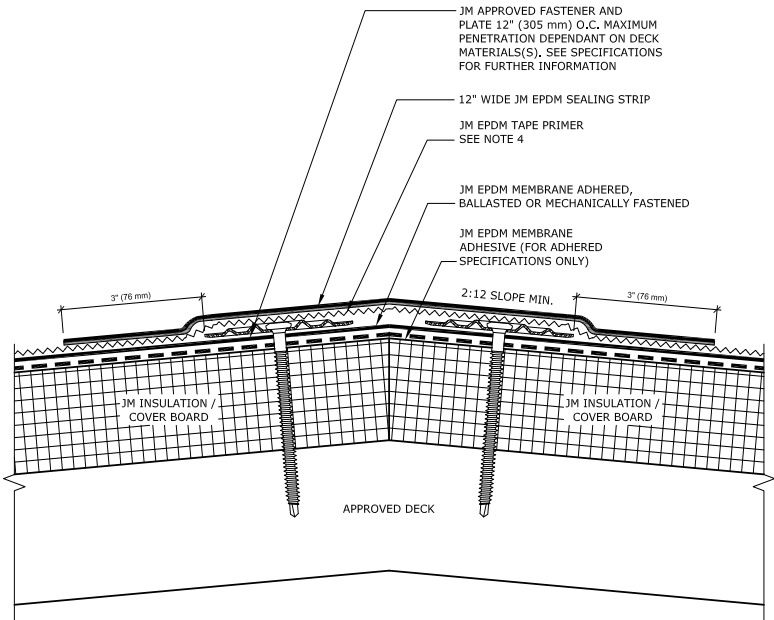 JM APPROVED FASTENER AND
PLATE 12" (305 mm) O.C. MAXIMUM
PENETRATION DEPENDANT ON DECK
MATERIALS(S). SEE SPECIFICATIONS
FOR FURTHER INFORMATION
12" WIDE JM EPDM SEALING STRIP
JM EPDM TAPE PRIMER
SEE NOTE 4
JM EPDM MEMBRANE ADHERED,
BALLASTED OR MECHANICALLY FASTENED
JM EPDM MEMBRANE
ADHESIVE (FOR ADHERED
SPECIFICATIONS ONLY)
3" (76 mm)
2:12 SLOPE MIN.
3" (76 mm)
JM INSULATION /
COVER BOARD
JM INSULATION /
COVER BOARD
APPROVED DECK